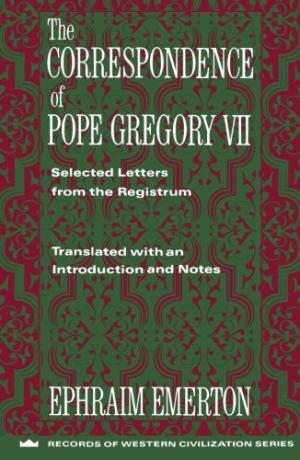 The
CORRESPONDENCE
of
POPE GREGORY VII
Selected Letters
from the Registrum
Translated with an
Introduction and Notes
EPHRAIM EMERTON
RECORDS OF WESTERN CIVILIZATION SERIES